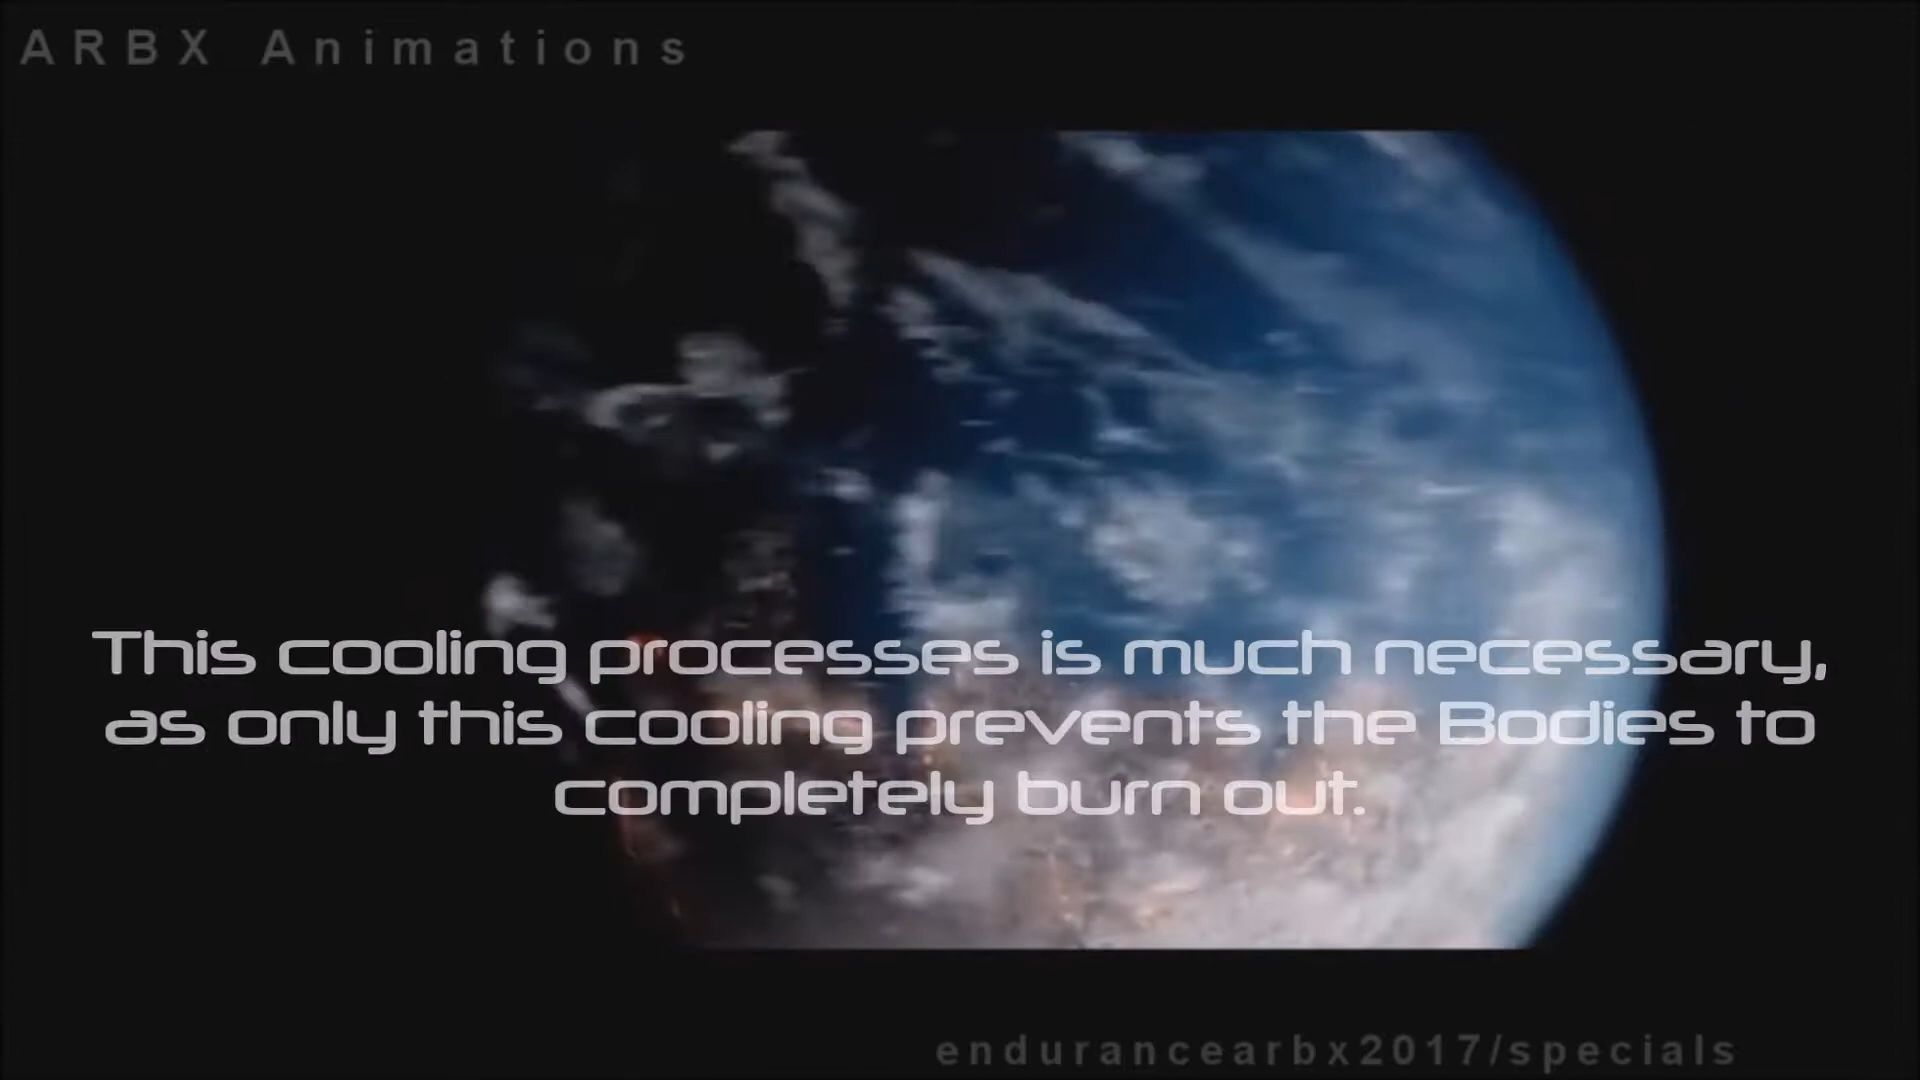 ARBX Animations
This cooling processes is much necessary,
as only this cooling prevents the Bodies to
completely burn out.
endurancearbx2017/specials